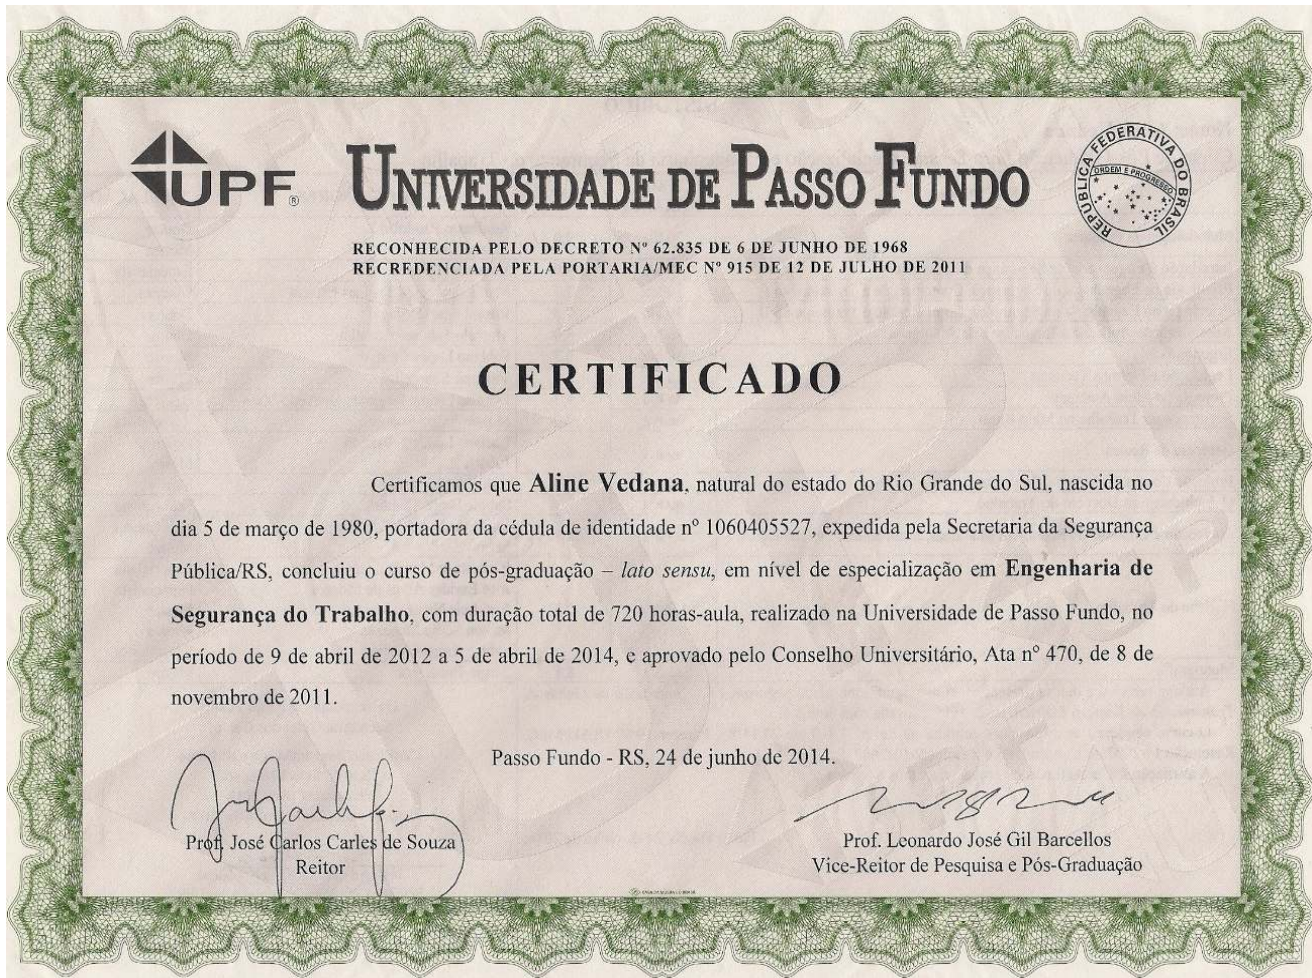 UPF®
UNIVERSIDADE DE PASSO FUNDO
REPÚBLICA FEDERATIVA DO BRASIL
ORDEM E PROGRESSO
RECONHECIDA PELO DECRETO Nº 62.835 DE 6 DE JUNHO DE 1968
RECREDENCIADA PELA PORTARIA/MEC Nº 915 DE 12 DE JULHO DE 2011
CERTIFICADO
Certificamos que Aline Vedana, natural do estado do Rio Grande do Sul, nascida no
dia 5 de março de 1980, portadora da cédula de identidade nº 1060405527, expedida pela Secretaria da Segurança
Pública/RS, concluiu o curso de pós-graduação – lato sensu, em nível de especialização em Engenharia de
Segurança do Trabalho, com duração total de 720 horas-aula, realizado na Universidade de Passo Fundo, no
período de 9 de abril de 2012 a 5 de abril de 2014, e aprovado pelo Conselho Universitário, Ata nº 470, de 8 de
novembro de 2011.
Passo Fundo - RS, 24 de junho de 2014.
Prof. José Carlos Carles de Souza
Reitor
Prof. Leonardo José Gil Barcellos
Vice-Reitor de Pesquisa e Pós-Graduação